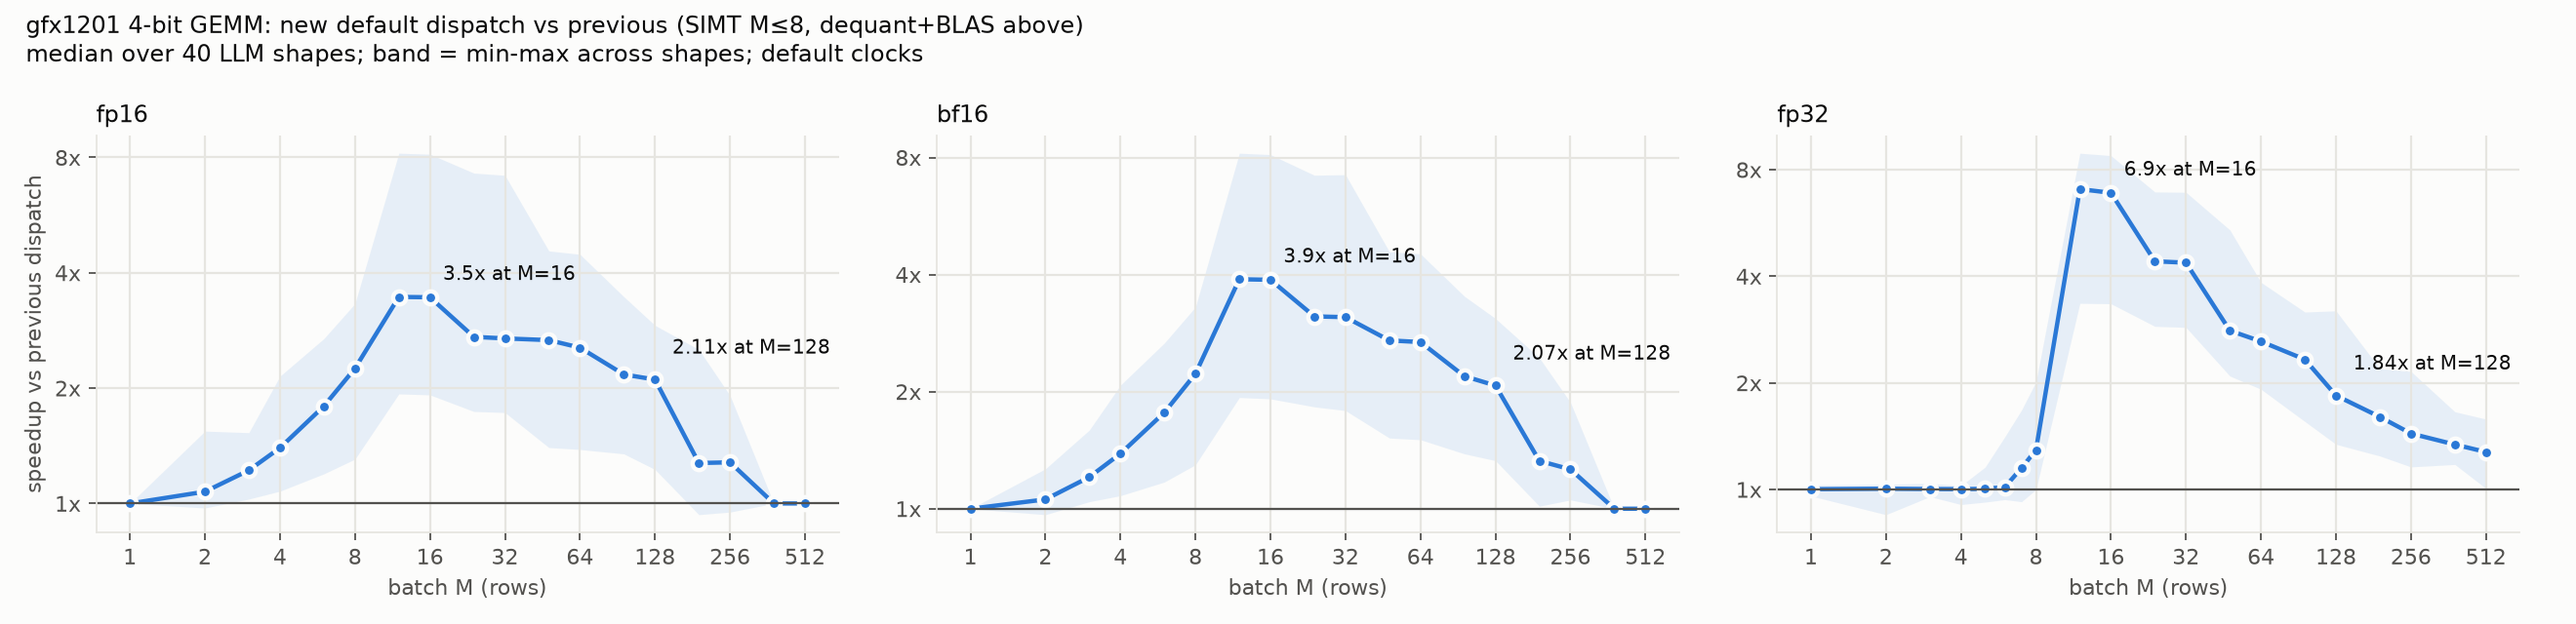 gfx1201 4-bit GEMM: new default dispatch vs previous (SIMT M≤8, dequant+BLAS above)
median over 40 LLM shapes; band = min-max across shapes; default clocks
fp16
speedup vs previous dispatch
8x
4x
2x
1x
3.5x at M=16
2.11x at M=128
1 2 4 8 16 32 64 128 256 512
batch M (rows)
bf16
8x
4x
2x
1x
3.9x at M=16
2.07x at M=128
1 2 4 8 16 32 64 128 256 512
batch M (rows)
fp32
8x
4x
2x
1x
6.9x at M=16
1.84x at M=128
1 2 4 8 16 32 64 128 256 512
batch M (rows)